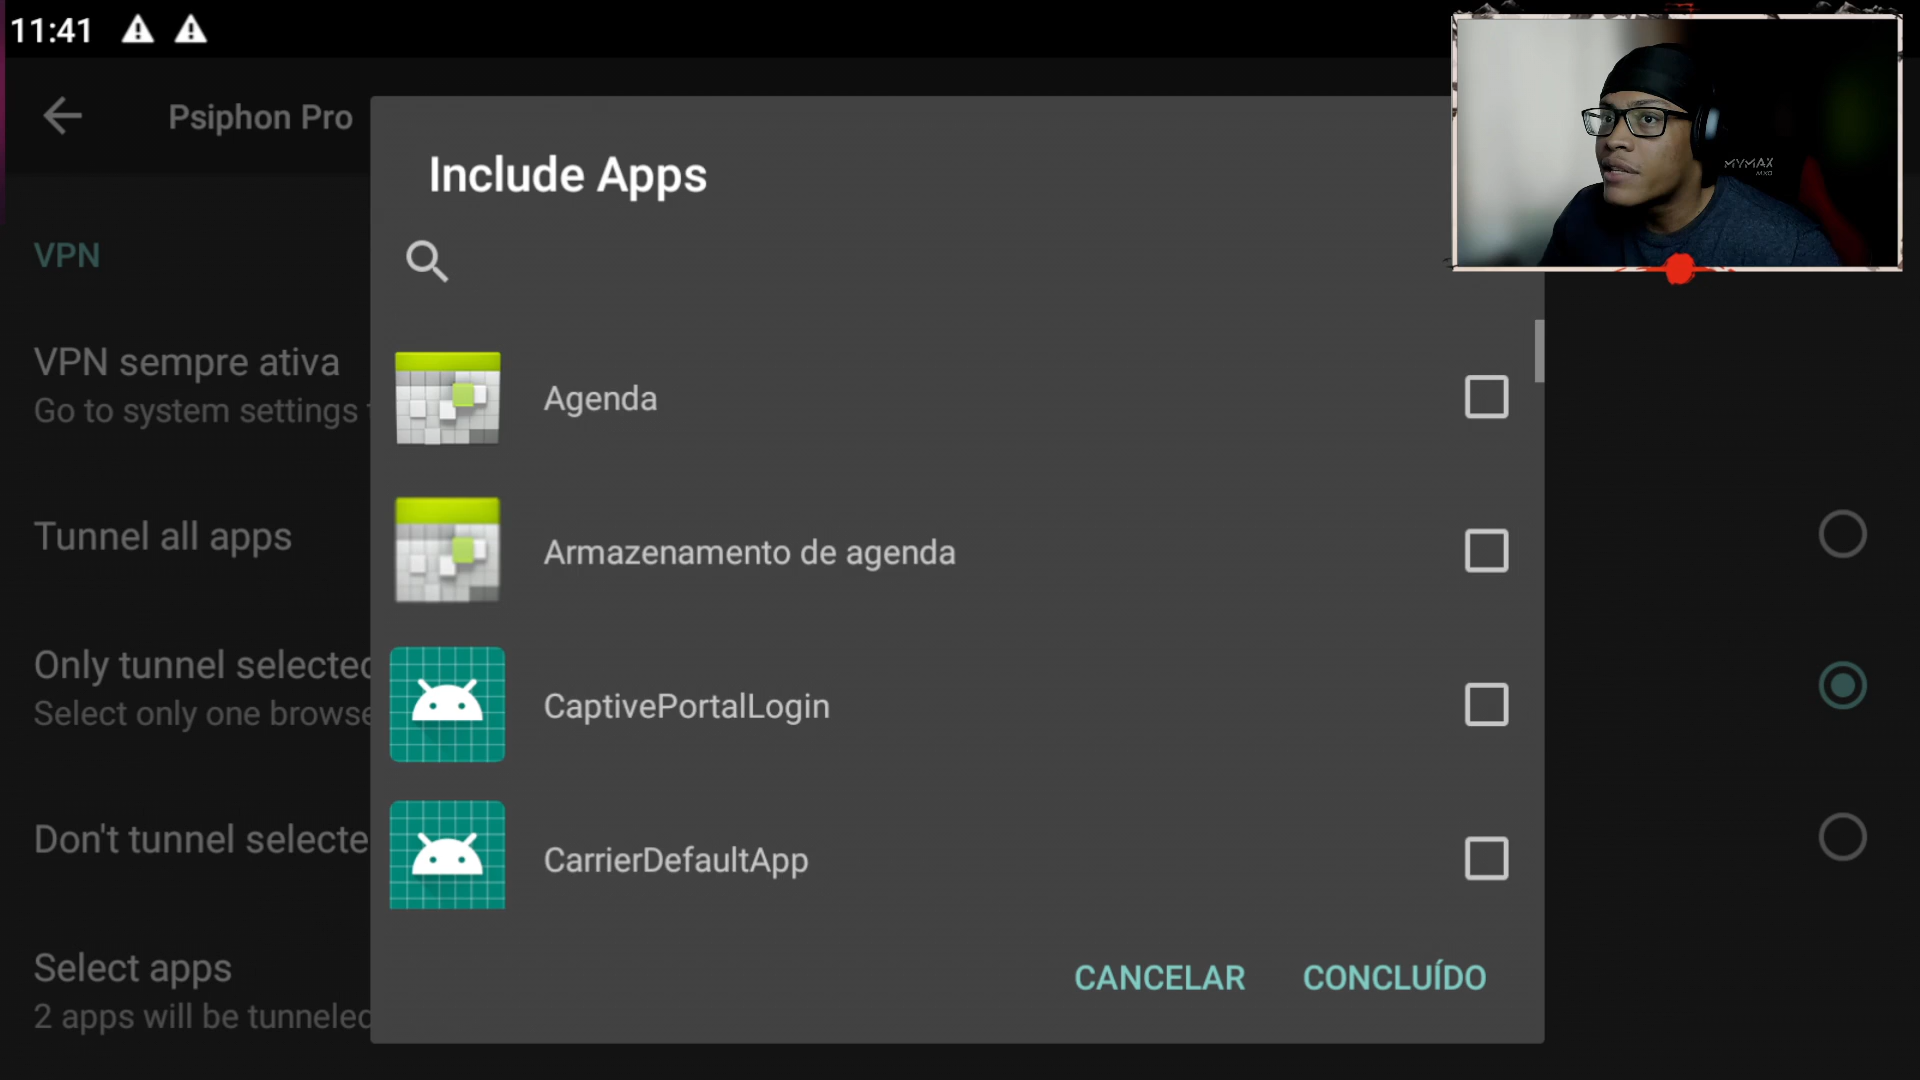 11:41
Psiphon Pro
Include Apps
MYMAX
MX0
VPN
VPN sempre ativa
Go to system settings
Agenda
Tunnel all apps
Armazenamento de agenda
Only tunnel selected
Select only one browse
CaptivePortalLogin
Don't tunnel selecte
CarrierDefaultApp
Select apps
2 apps will be tunneled
CANCELAR CONCLUÍDO